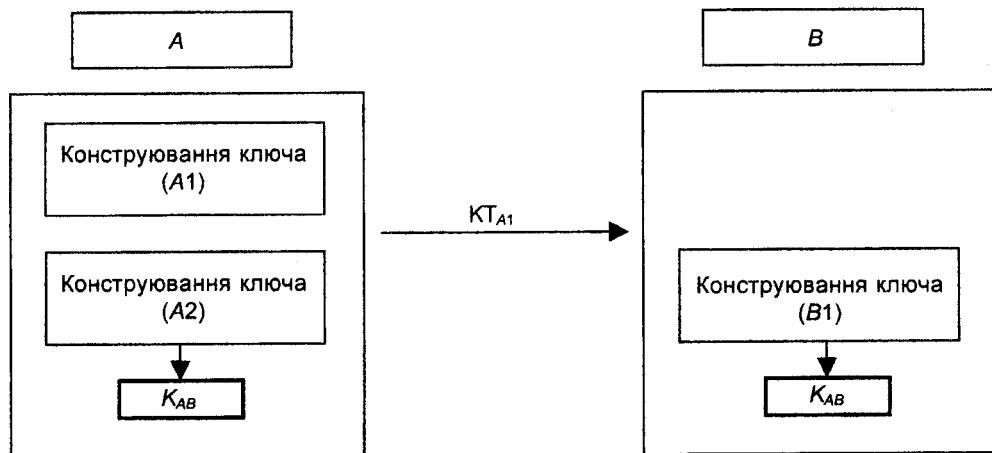 A
B
Конструювання ключа
(A1)
KT_A1
Конструювання ключа
(A2)
Конструювання ключа
(B1)
K_AB
K_AB